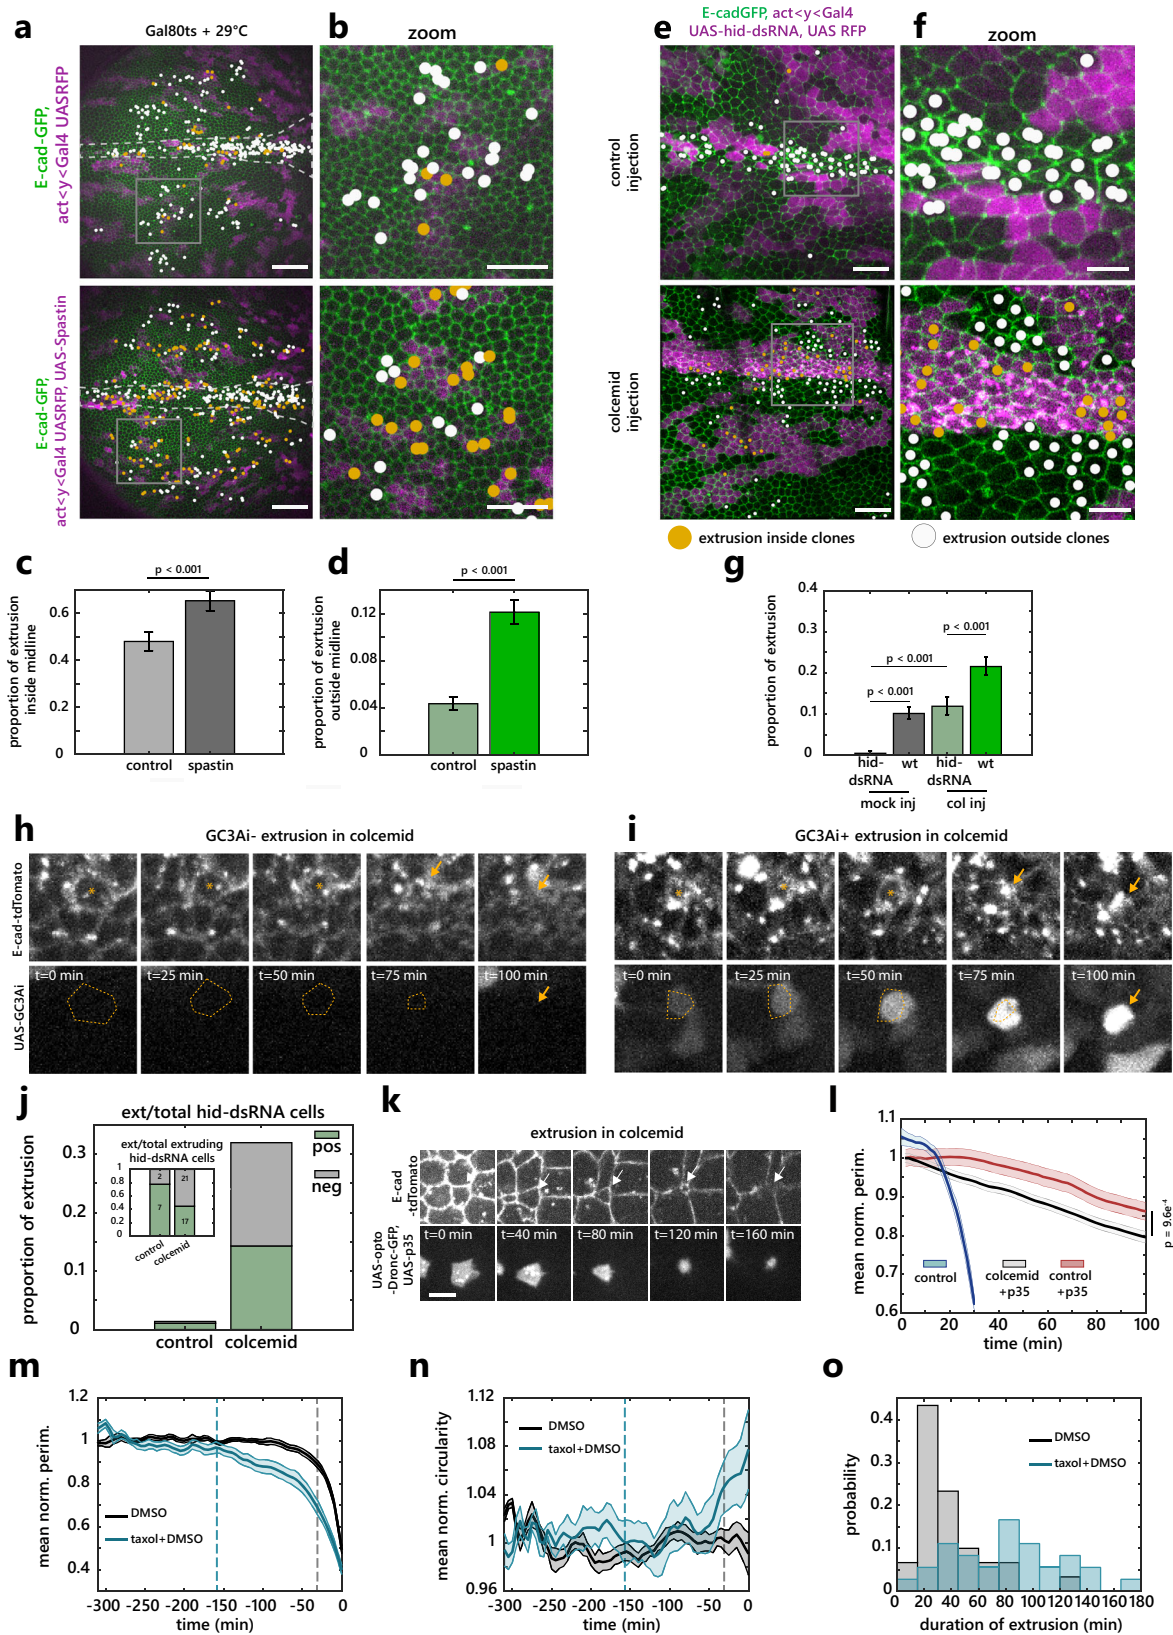 a
Gal80ts + 29°C
b
zoom
E-cad-GFP,
act<y<Gal4 UASRFP
E-cad-GFP,
act<y<Gal4 UASRFP, UAS-Spastin
e
E-cadGFP, act<y<Gal4
UAS-hid-dsRNA, UAS RFP
f
zoom
control
injection
colcemid
injection
extrusion inside clones
extrusion outside clones
c
p < 0.001
proportion of extrusion
inside midline
0.6
0.4
0.2
0
control
spastin
d
p < 0.001
proportion of exrtusion
outside midline
0.12
0.08
0.04
0
control
spastin
g
proportion of extrusion
0.4
0.3
0.2
0.1
0
p < 0.001
p < 0.001
p < 0.001
hid-
dsRNA
wt
hid-
dsRNA
wt
mock inj
col inj
h
GC3Ai- extrusion in colcemid
E-cad-tdTomato
UAS-GC3Ai
t=0 min
t=25 min
t=50 min
t=75 min
t=100 min
i
GC3Ai+ extrusion in colcemid
t=0 min
t=25 min
t=50 min
t=75 min
t=100 min
j
ext/total hid-dsRNA cells
proportion of extrusion
0.3
0.2
0.1
0
pos
neg
ext/total extruding
hid-dsRNA cells
1
0.8
0.6
0.4
0.2
0
2
7
21
17
control
colcemid
control
colcemid
k
extrusion in colcemid
E-cad
-tdTomato
UAS-opto
-Dronc-GFP,
UAS-p35
t=0 min
t=40 min
t=80 min
t=120 min
t=160 min
l
mean norm. perim.
1.1
1
0.9
0.8
0.7
0.6
0
20
40
60
80
100
time (min)
control
colcemid
+p35
control
+p35
p = 9.6e-4
m
mean norm. perim.
1.2
1
0.8
0.6
0.4
DMSO
taxol+DMSO
-300
-250
-200
-150
-100
-50
0
time (min)
n
mean norm. circularity
1.12
1.08
1.04
1
0.96
DMSO
taxol+DMSO
-300
-250
-200
-150
-100
-50
0
time (min)
o
probability
0.4
0.3
0.2
0.1
0
DMSO
taxol+DMSO
0
20
40
60
80
100
120
140
160
180
duration of extrusion (min)